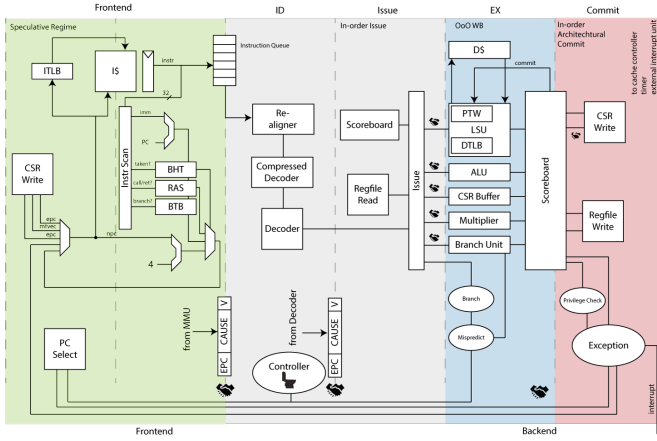 Frontend
ID
Issue
EX
Commit
Speculative Regime
In-order Issue
OoO WB
In-order
Architechtural
Commit
to cache controller
timer
external interrupt unit
ITLB
I$
instr
Instruction Queue
32
Instr Scan
imm
PC
taken?
BHT
call/ret?
RAS
branch?
BTB
CSR
Write
epc
mtvec
epc
npc
4
Re-
aligner
Compressed
Decoder
Decoder
Scoreboard
Regfile
Read
Issue
D$
commit
PTW
LSU
DTLB
ALU
CSR Buffer
Multiplier
Branch Unit
Scoreboard
CSR
Write
Regfile
Write
Branch
Mispredict
Privilege Check
Exception
PC
Select
from MMU
EPC
CAUSE
V
from Decoder
EPC
CAUSE
V
Controller
interrupt
Frontend
Backend